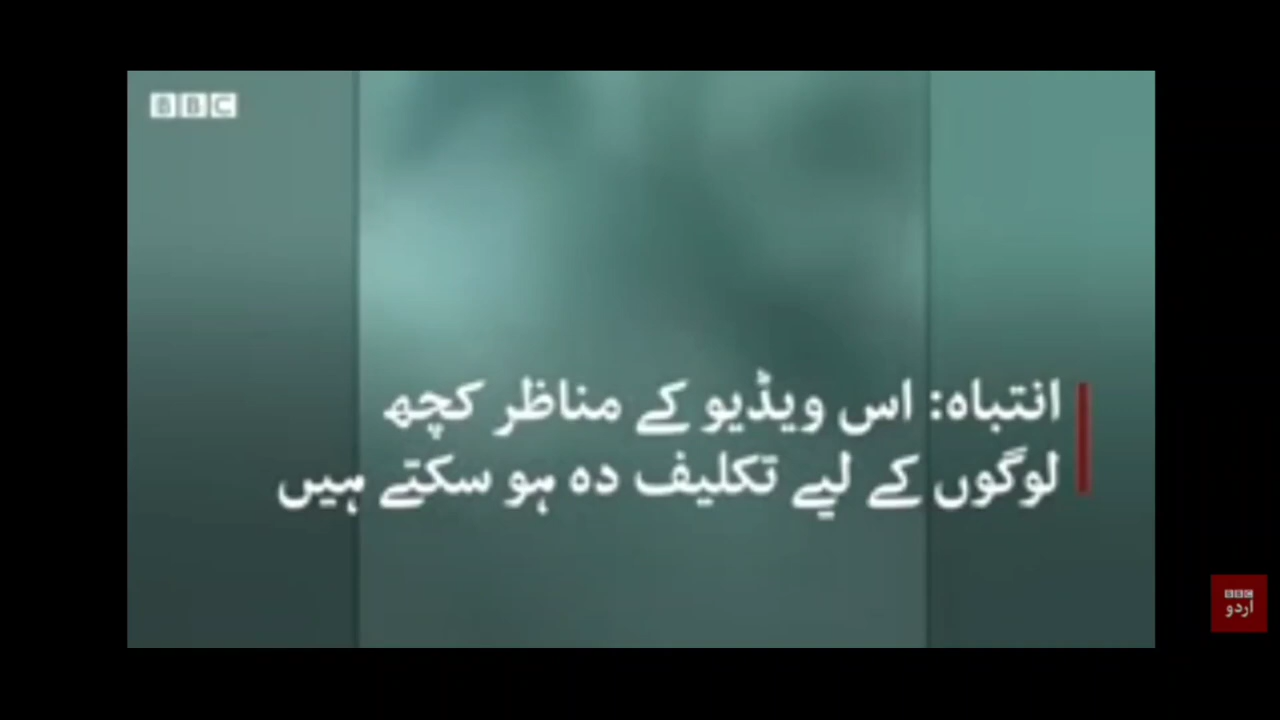 BBC
انتباہ: اس ویڈیو کے مناظر کچھ
لوگوں کے لیے تکلیف دہ ہو سکتے ہیں
BBC
اردو